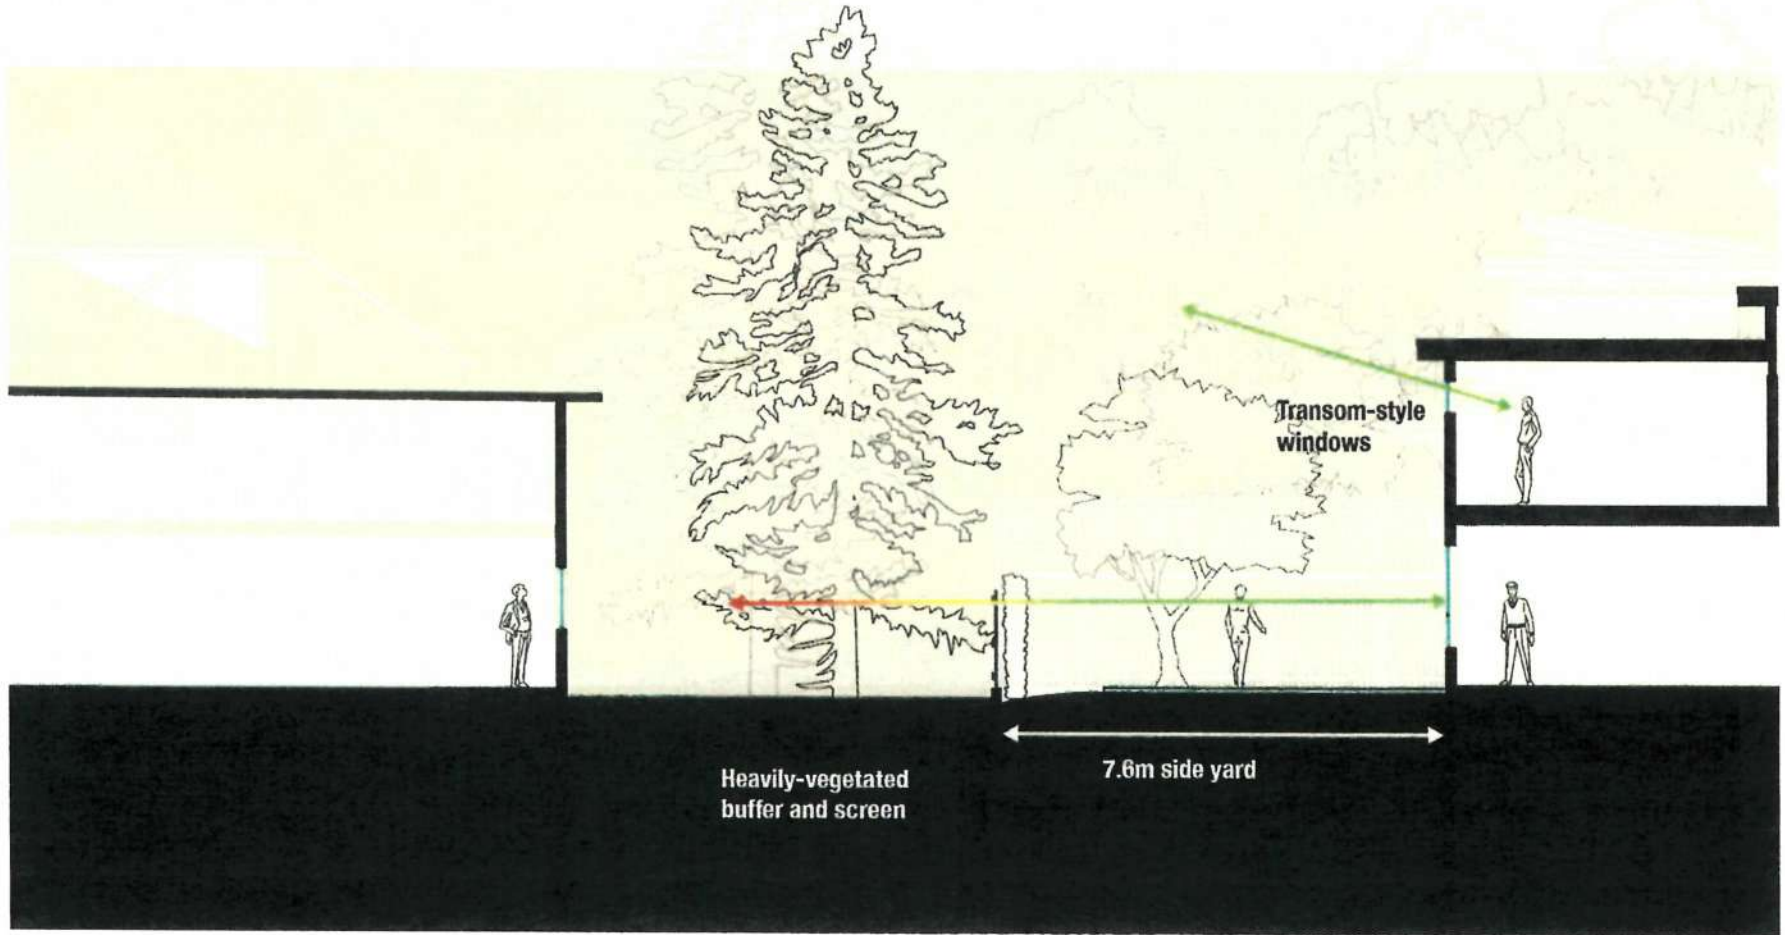 Transom-style
windows
Heavily-vegetated
buffer and screen
7.6m side yard